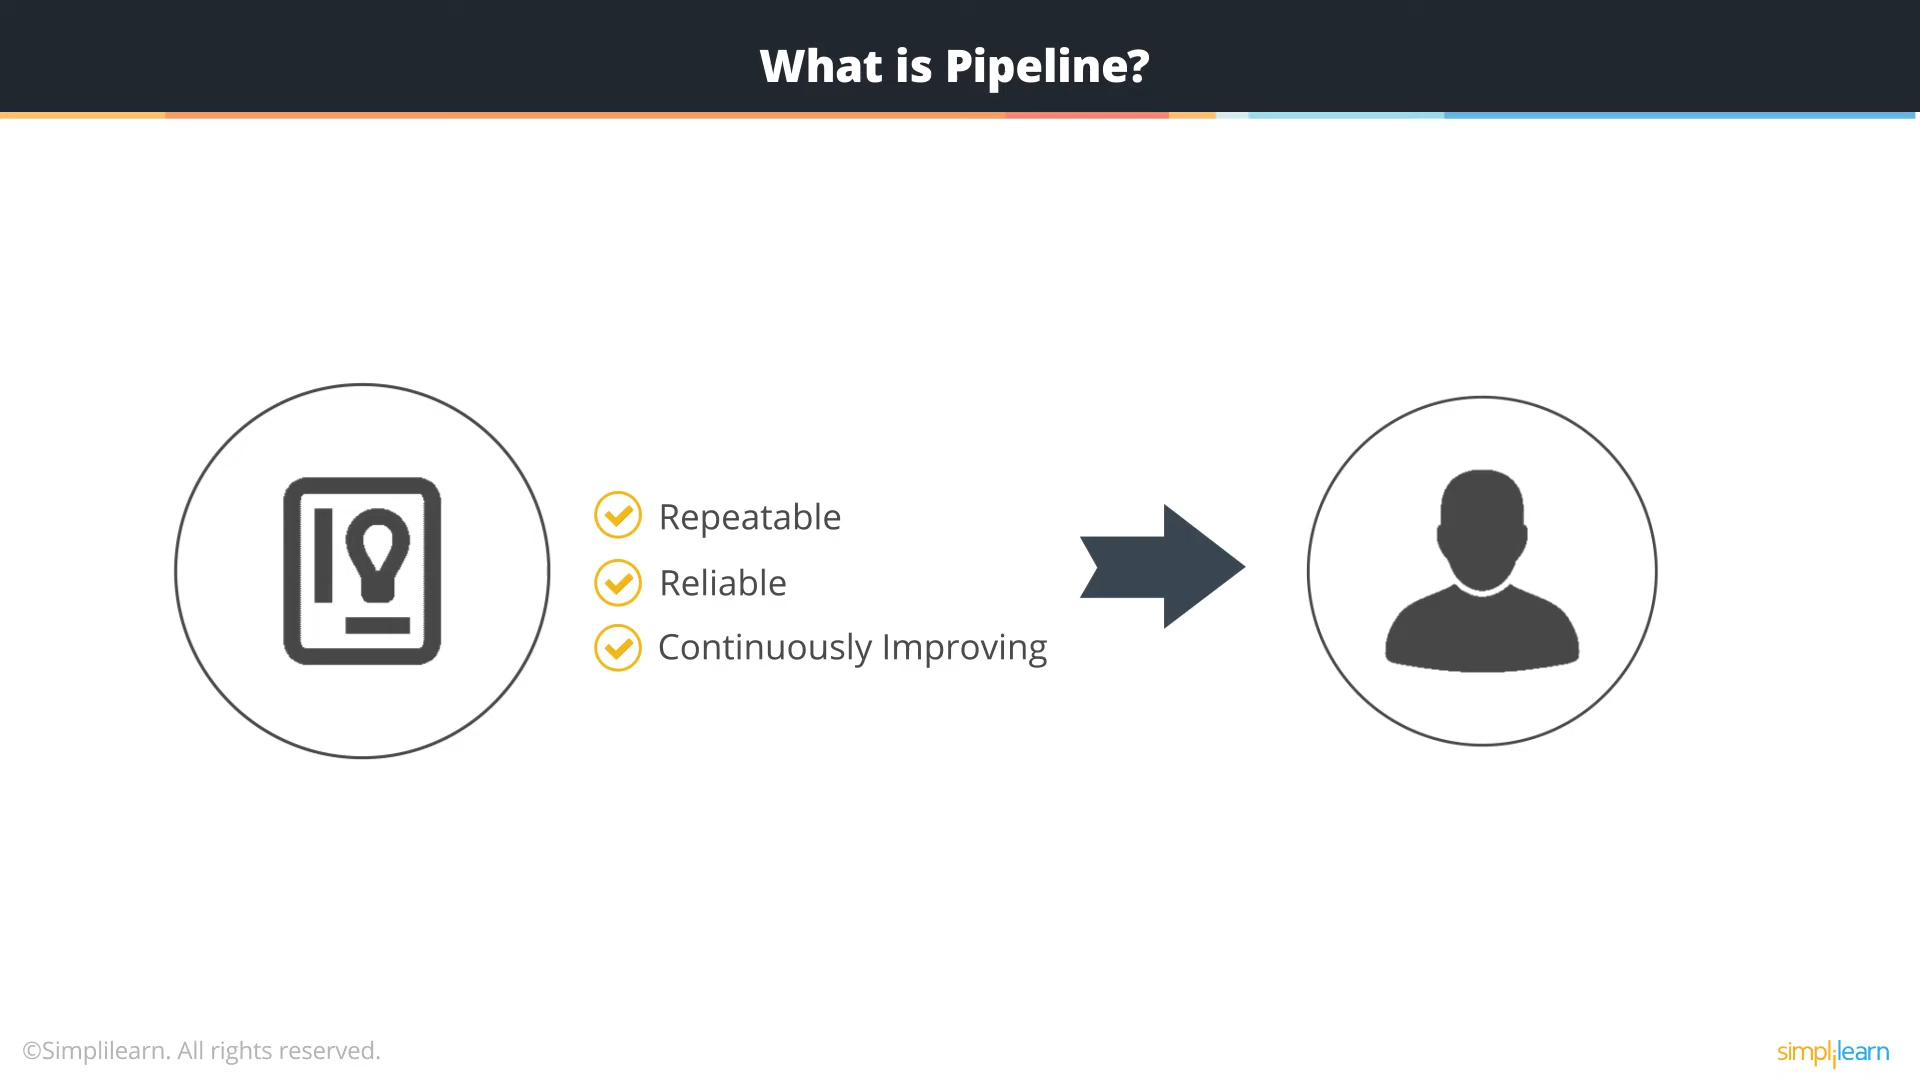 What is Pipeline?
Repeatable
Reliable
Continuously Improving
©Simplilearn. All rights reserved.
simplilearn